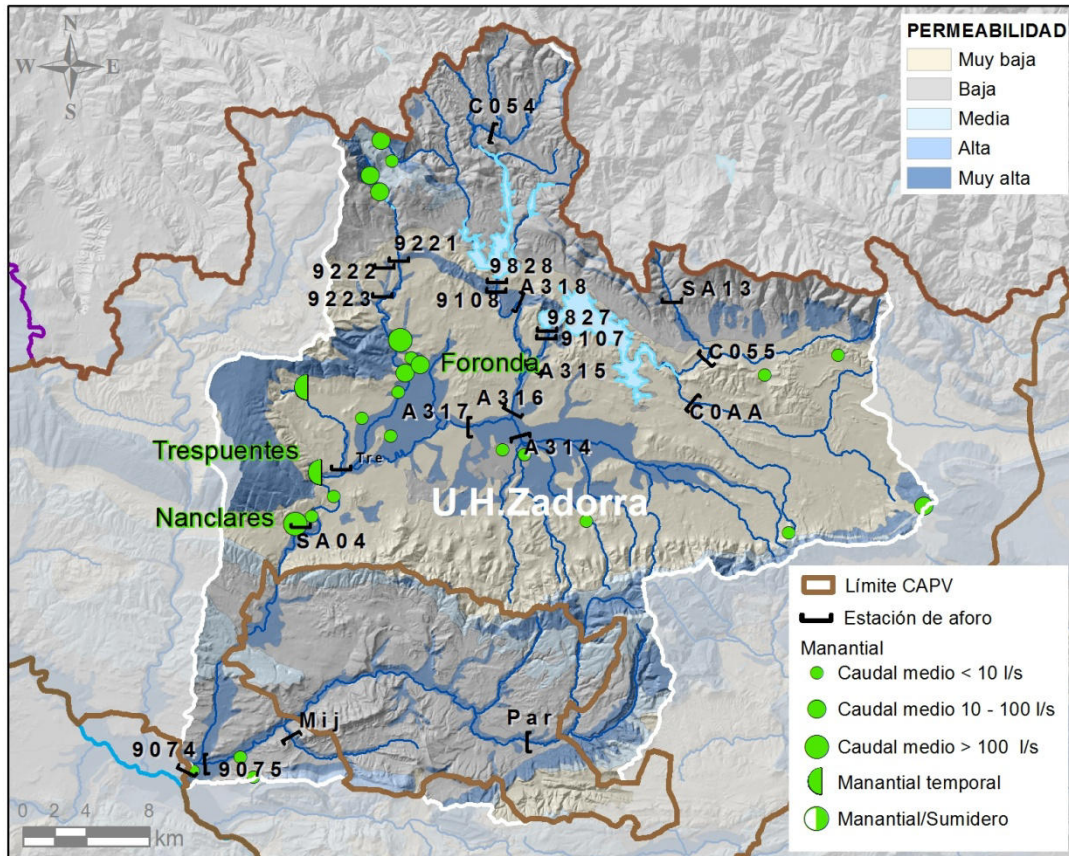 PERMEABILIDAD
Muy baja
Baja
Media
Alta
Muy alta
N
W E
S
C054
9221
9222
9223
9828
9108
A318
SA13
9827
9107
C055
Foronda
A315
C0AA
A316
A317
A314
Trespuentes
Tre
U.H.Zadorra
Nanclares
SA04
Límite CAPV
Estación de aforo
Manantial
Caudal medio < 10 l/s
Caudal medio 10 - 100 l/s
Caudal medio > 100 l/s
Manantial temporal
Manantial/Sumidero
Mij
Par
9074
9075
0 2 4 8
km